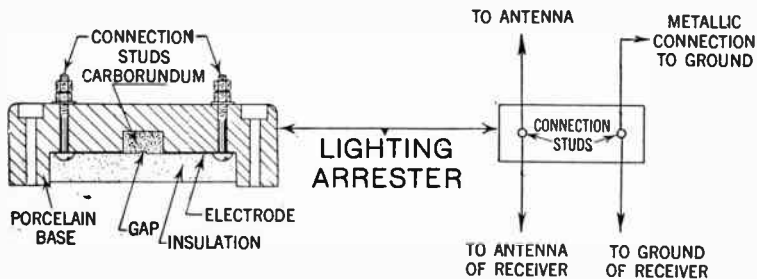 CONNECTION
STUDS
CARBORUNDUM
PORCELAIN
BASE
GAP
INSULATION
ELECTRODE
LIGHTING
ARRESTER
TO ANTENNA
METALLIC
CONNECTION
TO GROUND
CONNECTION
STUDS
TO ANTENNA
OF RECEIVER
TO GROUND
OF RECEIVER